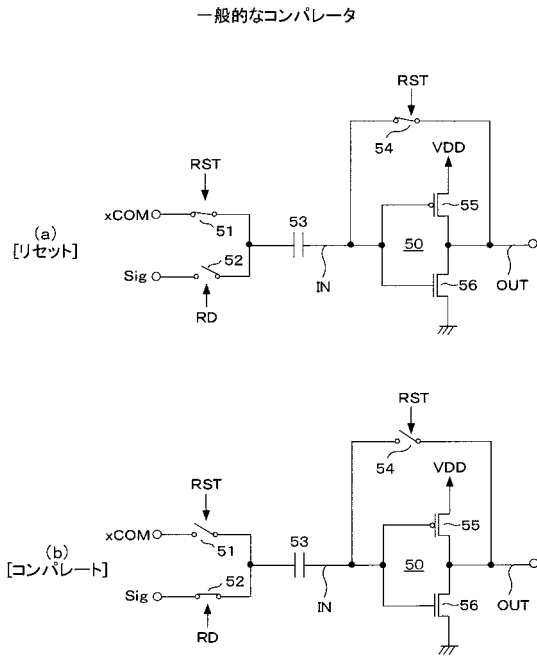 一般的なコンパレータ
RST
54
VDD
RST
55
xCOM
51
53
(a)
[リセット]
50
52
Sig
56
IN
OUT
RD
RST
54
VDD
RST
55
xCOM
51
53
(b)
[コンパレート]
50
52
Sig
56
IN
OUT
RD